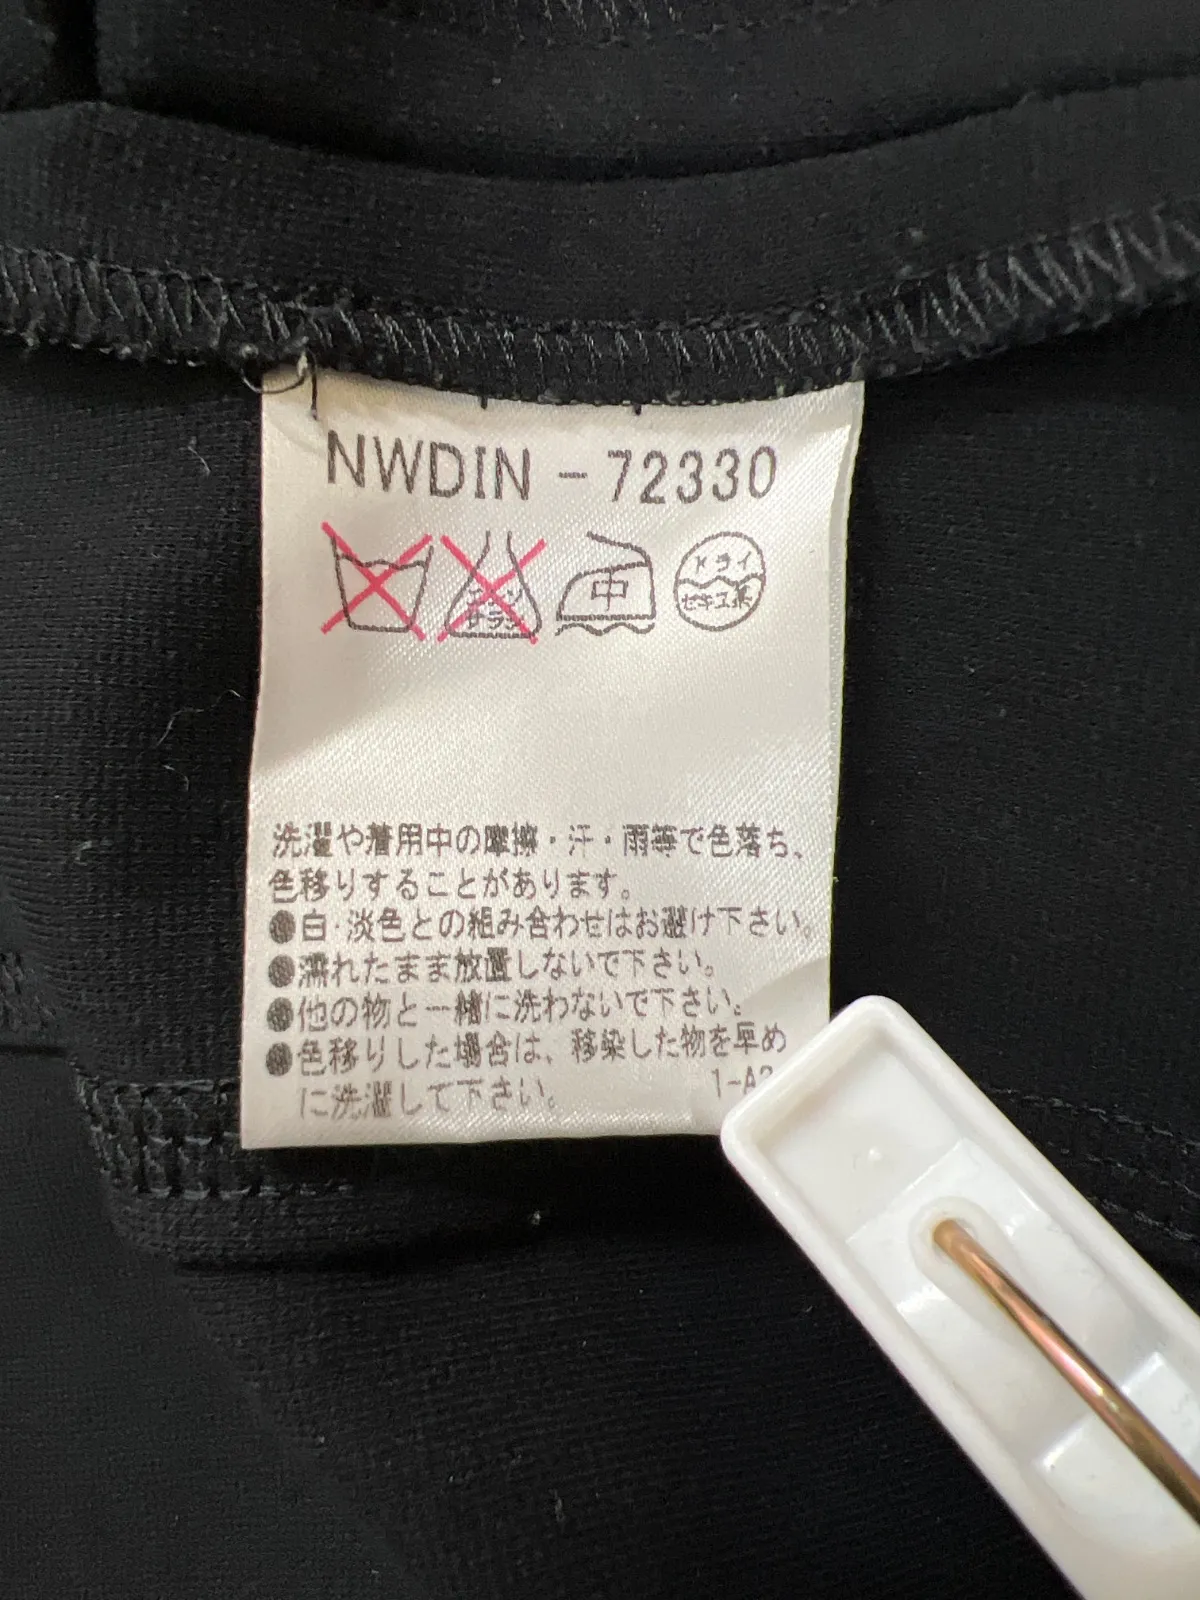 NWDIN-72330
中
ドライ
セキユ系
洗濯や着用中の摩擦・汗・雨等で色落ち、
色移りすることがあります。
●白・淡色との組み合わせはお避け下さい。
●濡れたまま放置しないで下さい。
●他の物と一緒に洗わないで下さい。
●色移りした場合は、移染した物を早め
に洗濯して下さい。